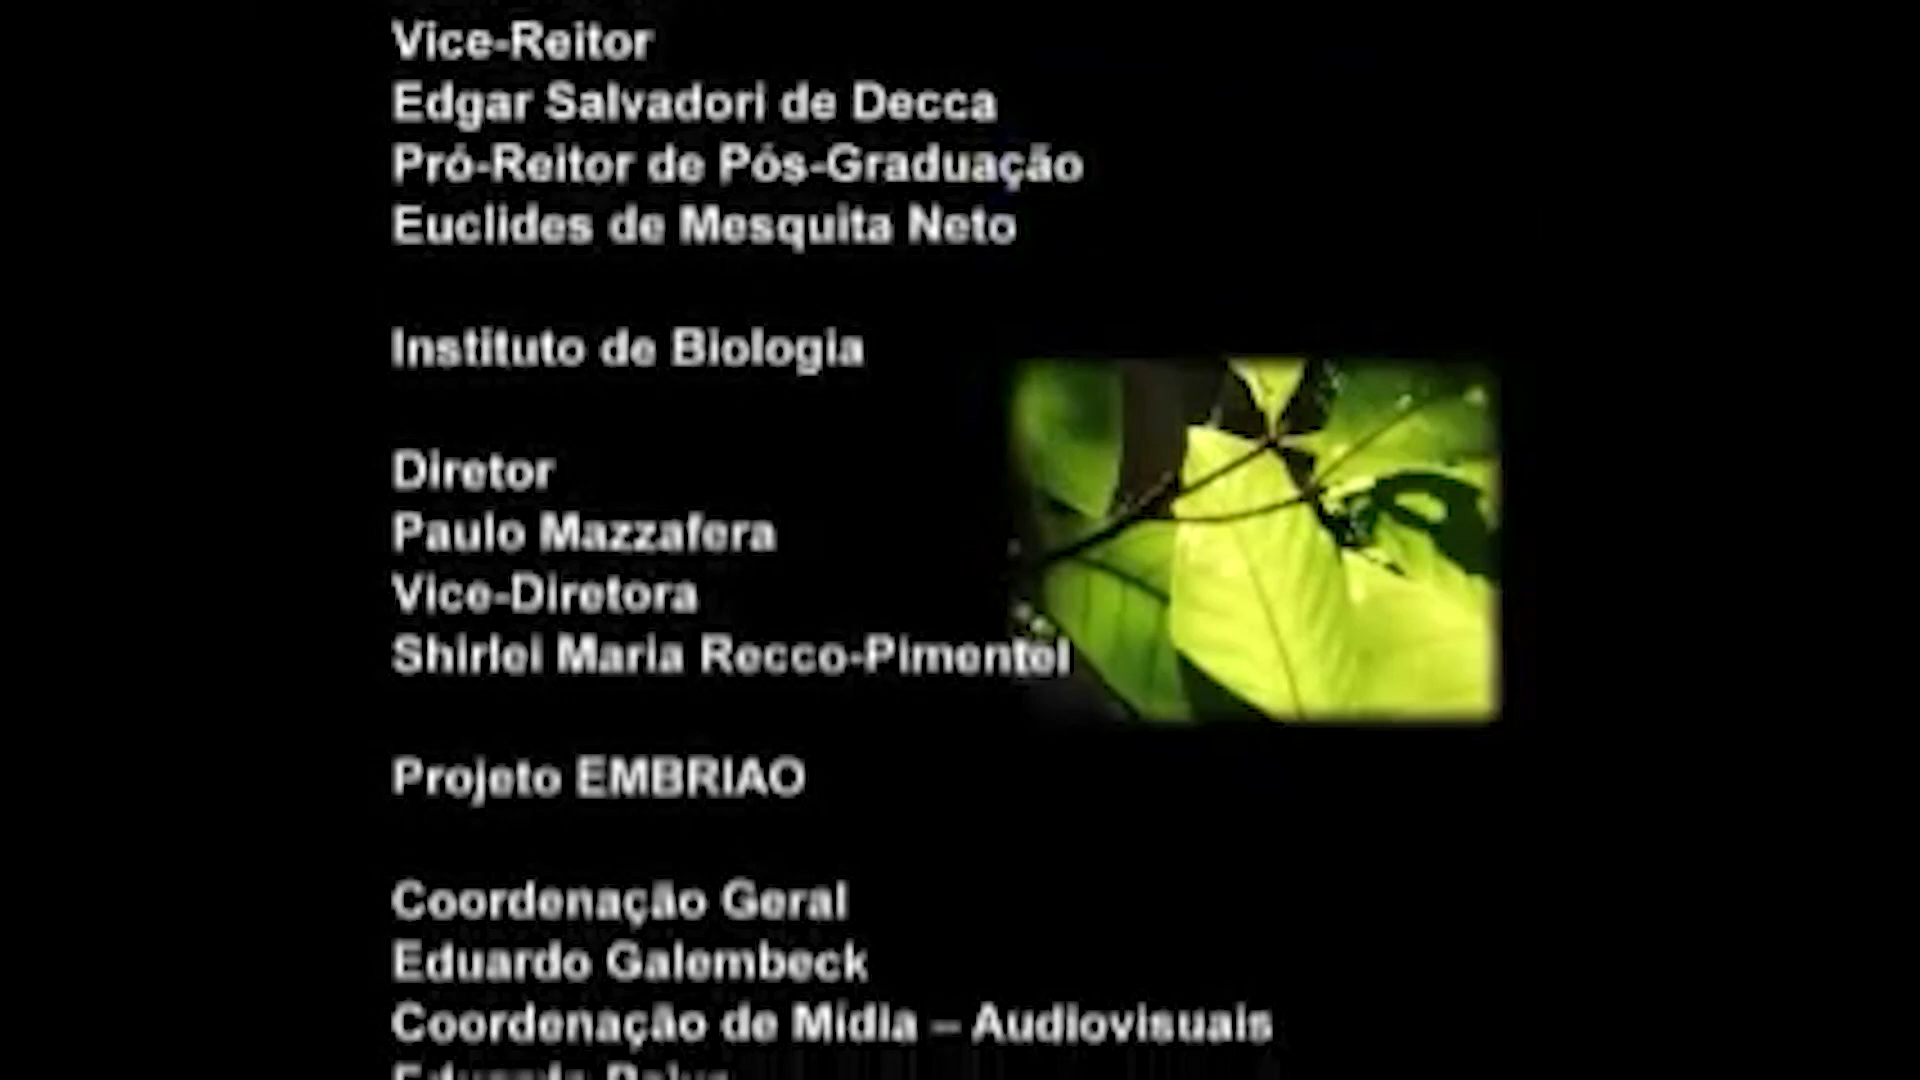 Vice-Reitor
Edgar Salvadori de Decca
Pró-Reitor de Pós-Graduação
Euclides de Mesquita Neto
Instituto de Biologia
Diretor
Paulo Mazzafera
Vice-Diretora
Shirlei Maria Recco-Pimentel
Projeto EMBRIAO
Coordenação Geral
Eduardo Galembeck
Coordenação de Mídia – Audiovisuais